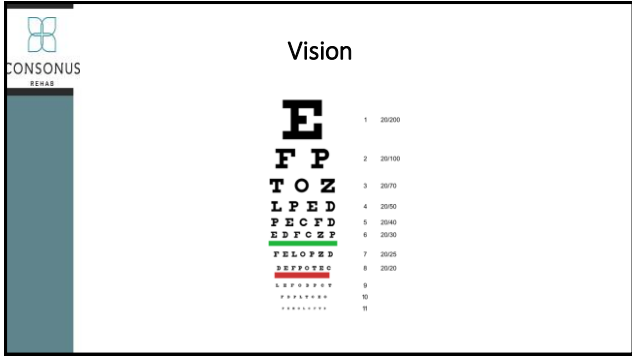 CONSONUS
REHAB
Vision
E 1 20/200
F P 2 20/100
T O Z 3 20/70
L P E D 4 20/50
P E C F D 5 20/40
E D F C Z P 6 20/30
F E L O P Z D 7 20/25
D E F P O T E C 8 20/20
9
10
11